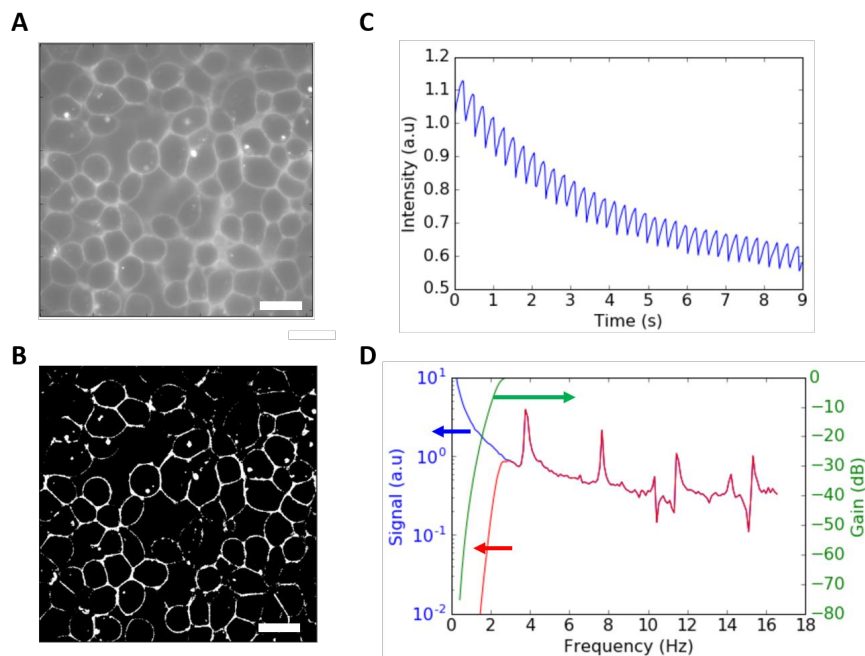 A
B
C
1.2
1.1
1.0
0.9
0.8
0.7
0.6
0.5
Intensity (a.u)
0 1 2 3 4 5 6 7 8 9
Time (s)
D
10^1
10^0
10^-1
10^-2
Signal (a.u)
0 2 4 6 8 10 12 14 16 18
Frequency (Hz)
0
−10
−20
−30
−40
−50
−60
−70
−80
Gain (dB)